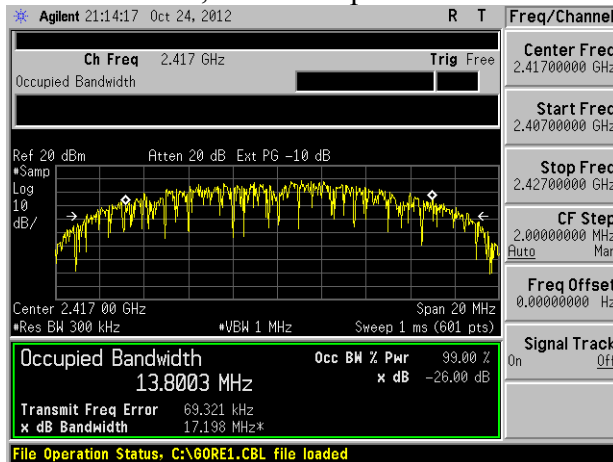 Agilent 21:14:17 Oct 24, 2012 R T
Freq/Channel
Ch Freq 2.417 GHz Trig Free
Occupied Bandwidth
Center Freq
2.41700000 GHz
Start Freq
2.40700000 GHz
Stop Freq
2.42700000 GHz
CF Step
2.00000000 MHz
Auto Man
Freq Offset
0.00000000 Hz
Signal Track
On Off
Ref 20 dBm Atten 20 dB Ext PG -10 dB
*Samp
Log
10
dB/
Center 2.417 00 GHz Span 20 MHz
*Res BW 300 kHz *VBW 1 MHz Sweep 1 ms (601 pts)
Occupied Bandwidth Occ BW % Pwr 99.00 %
13.8003 MHz x dB -26.00 dB
Transmit Freq Error 69.321 kHz
x dB Bandwidth 17.198 MHz*
File Operation Status, C:\GORE1.CBL file loaded